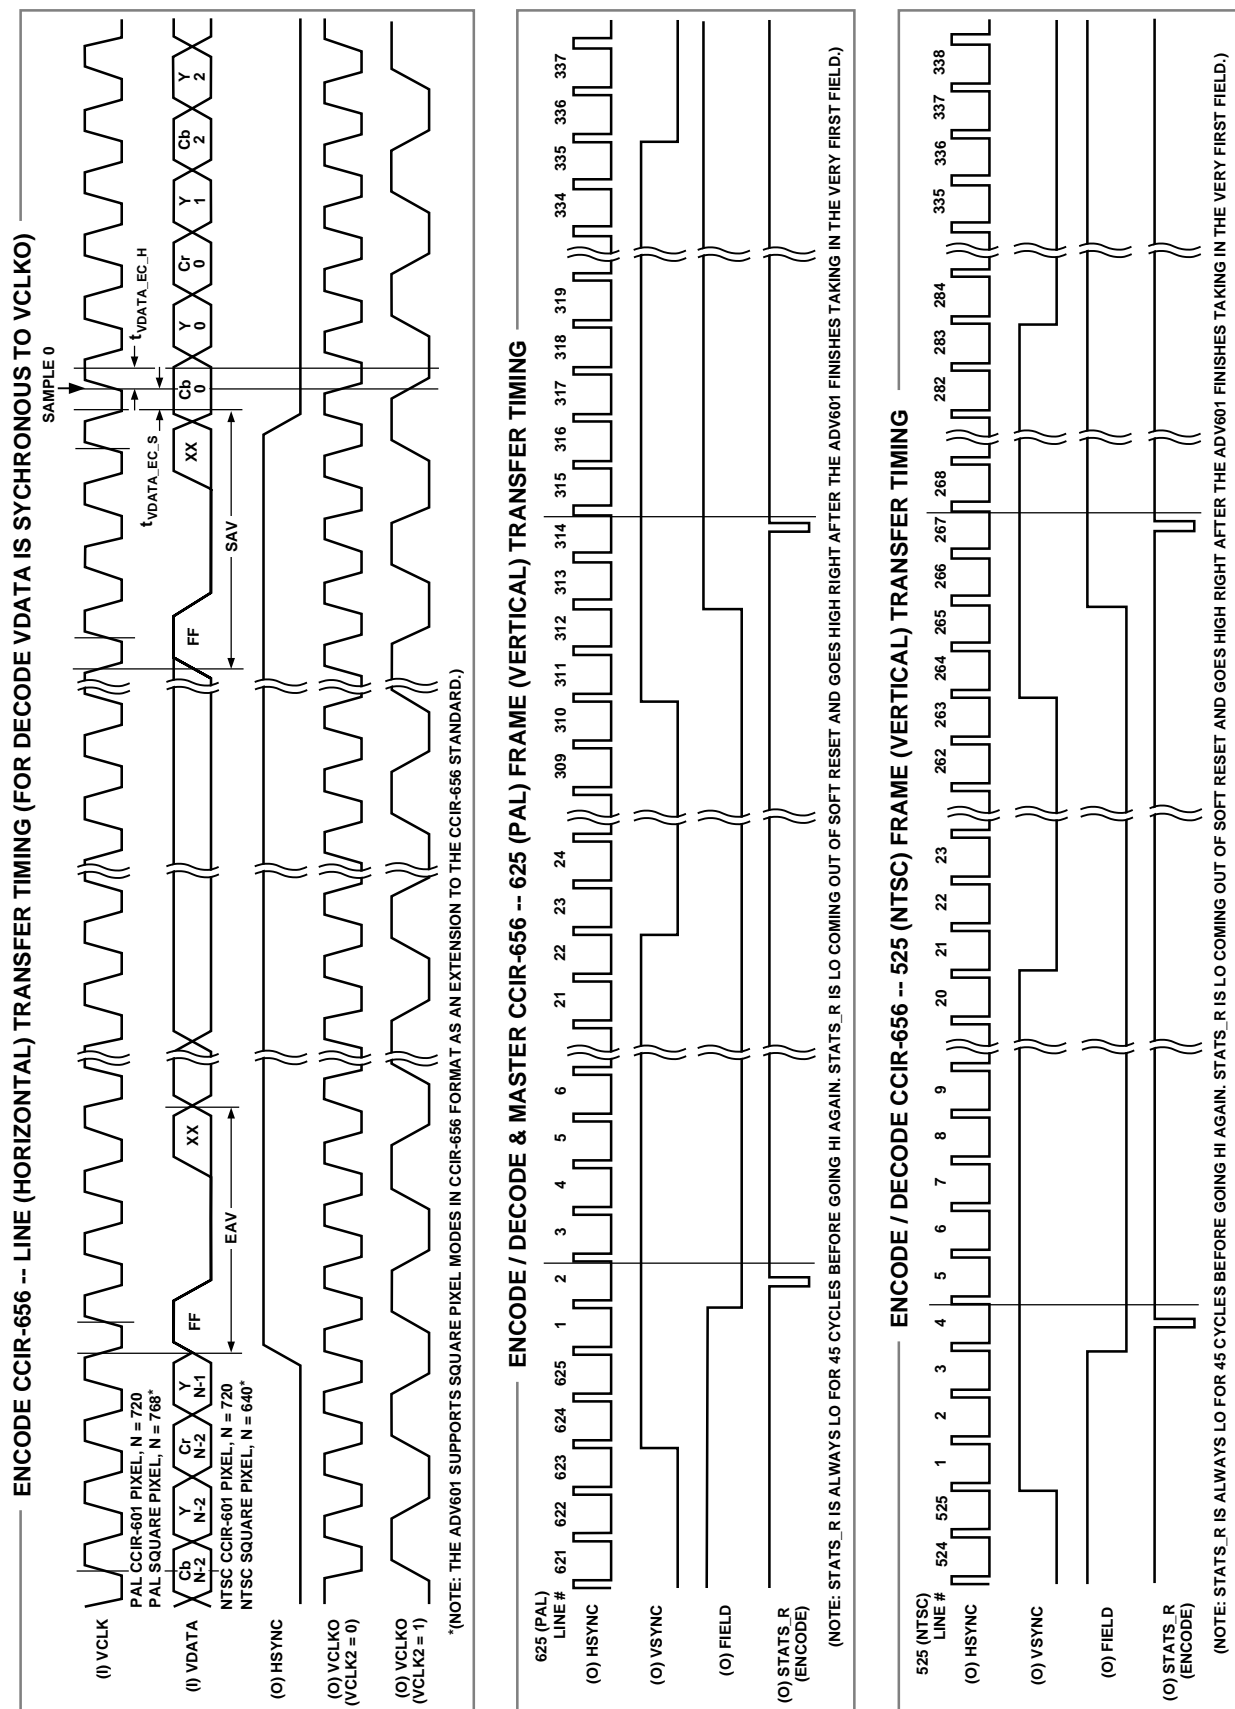 ENCODE CCIR-656 -- LINE (HORIZONTAL) TRANSFER TIMING (FOR DECODE VDATA IS SYCHRONOUS TO VCLKO)
SAMPLE 0
(I) VCLK
tVDATA_EC_S
tVDATA_EC_H
PAL CCIR-601 PIXEL, N = 720
PAL SQUARE PIXEL, N = 768*
(I) VDATA
Cb N-2
Y N-2
Cr N-2
Y N-1
FF
XX
FF
XX
Cb 0
Y 0
Cr 0
Y 1
Cb 2
Y 2
NTSC CCIR-601 PIXEL, N = 720
NTSC SQUARE PIXEL, N = 640*
EAV
SAV
(O) HSYNC
(O) VCLKO
(VCLK2 = 0)
(O) VCLKO
(VCLK2 = 1)
*(NOTE: THE ADV601 SUPPORTS SQUARE PIXEL MODES IN CCIR-656 FORMAT AS AN EXTENSION TO THE CCIR-656 STANDARD.)
ENCODE / DECODE & MASTER CCIR-656 -- 625 (PAL) FRAME (VERTICAL) TRANSFER TIMING
625 (PAL)
LINE # 621 622 623 624 625 1 2 3 4 5 6 21 22 23 24 309 310 311 312 313 314 315 316 317 318 319 334 335 336 337
(O) HSYNC
(O) VSYNC
(O) FIELD
(O) STATS_R
(ENCODE)
(NOTE: STATS_R IS ALWAYS LO FOR 45 CYCLES BEFORE GOING HI AGAIN. STATS_R IS LO COMING OUT OF SOFT RESET AND GOES HIGH RIGHT AFTER THE ADV601 FINISHES TAKING IN THE VERY FIRST FIELD.)
ENCODE / DECODE CCIR-656 -- 525 (NTSC) FRAME (VERTICAL) TRANSFER TIMING
525 (NTSC)
LINE # 524 525 1 2 3 4 5 6 7 8 9 20 21 22 23 262 263 264 265 266 267 268 282 283 284 335 336 337 338
(O) HSYNC
(O) VSYNC
(O) FIELD
(O) STATS_R
(ENCODE)
(NOTE: STATS_R IS ALWAYS LO FOR 45 CYCLES BEFORE GOING HI AGAIN. STATS_R IS LO COMING OUT OF SOFT RESET AND GOES HIGH RIGHT AFTER THE ADV601 FINISHES TAKING IN THE VERY FIRST FIELD.)